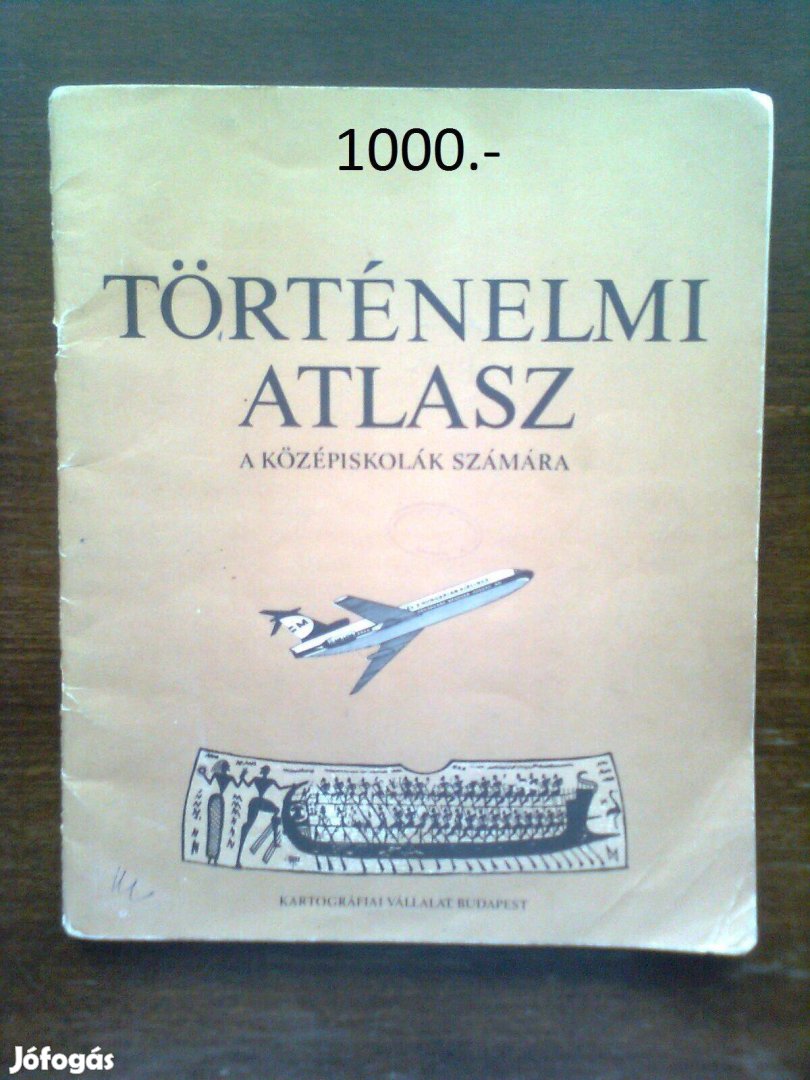 1000.-
TÖRTÉNELMI
ATLASZ
A KÖZÉPISKOLÁK SZÁMÁRA
KARTOGRÁFIAI VÁLLALAT, BUDAPEST
Jófogás